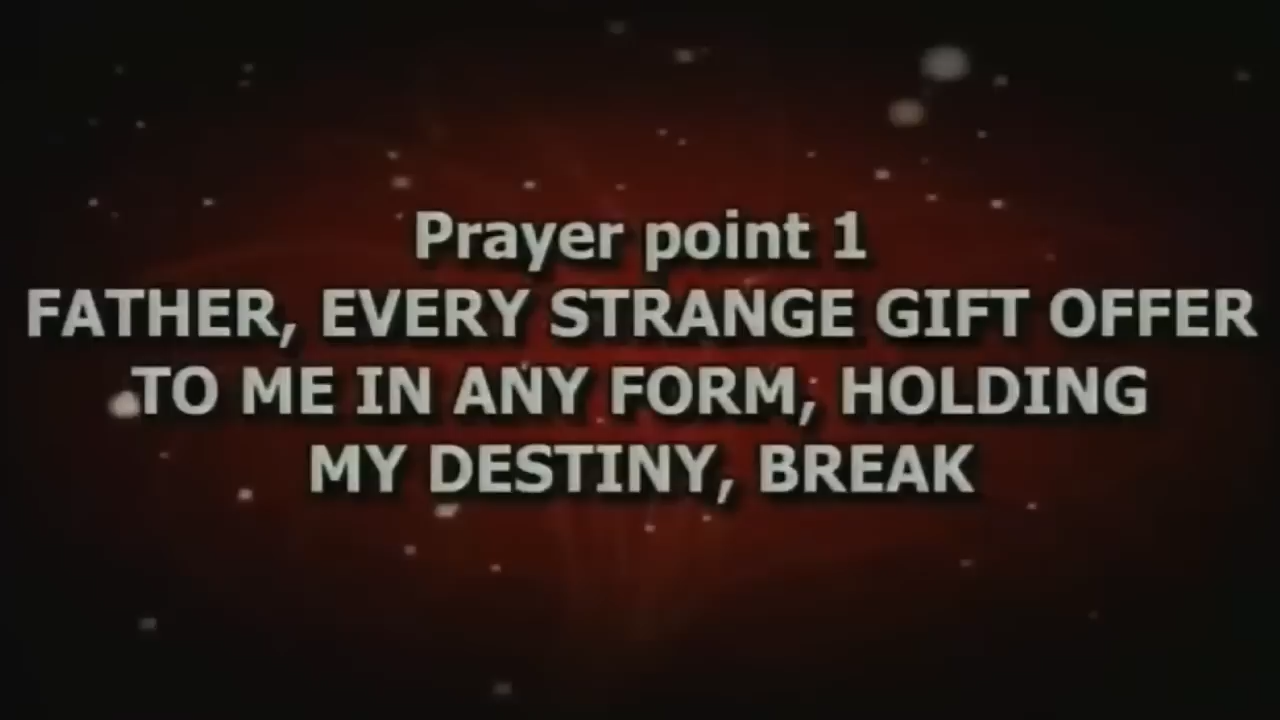 Prayer point 1
FATHER, EVERY STRANGE GIFT OFFER
TO ME IN ANY FORM, HOLDING
MY DESTINY, BREAK